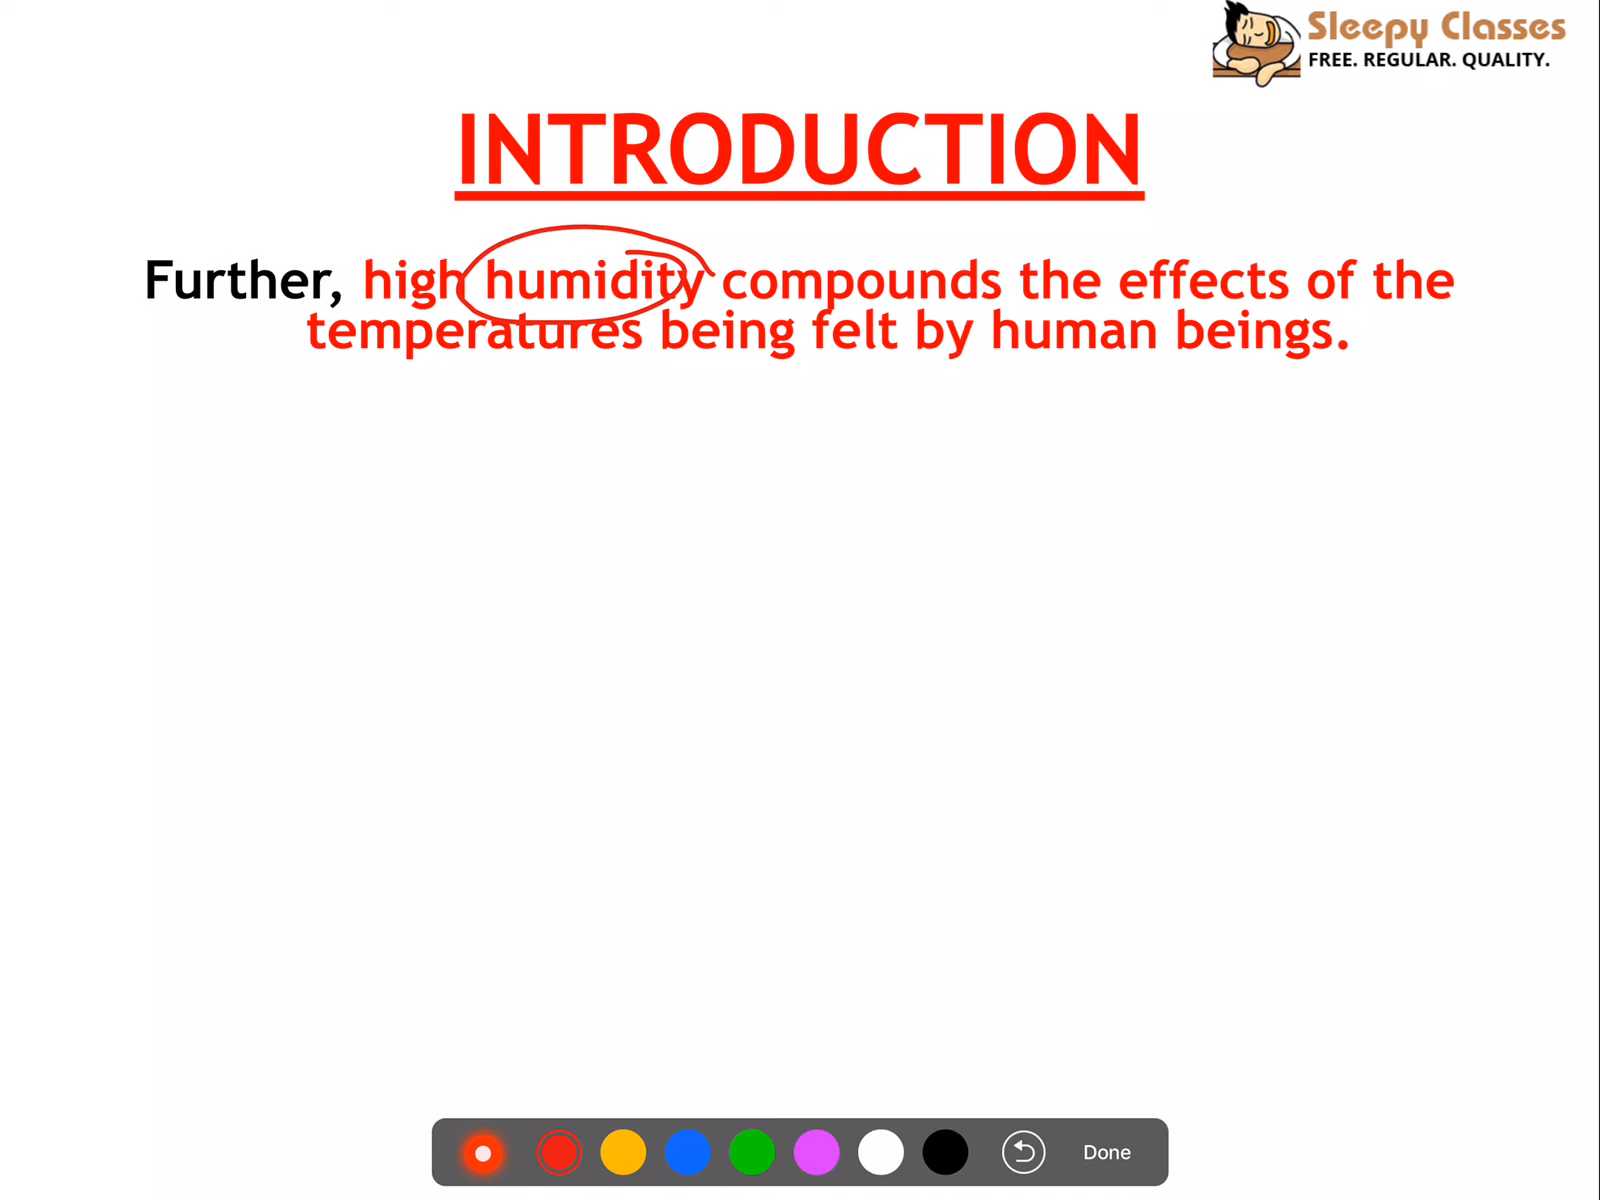 Sleepy Classes
FREE. REGULAR. QUALITY.
INTRODUCTION
Further, high humidity compounds the effects of the
temperatures being felt by human beings.
Done